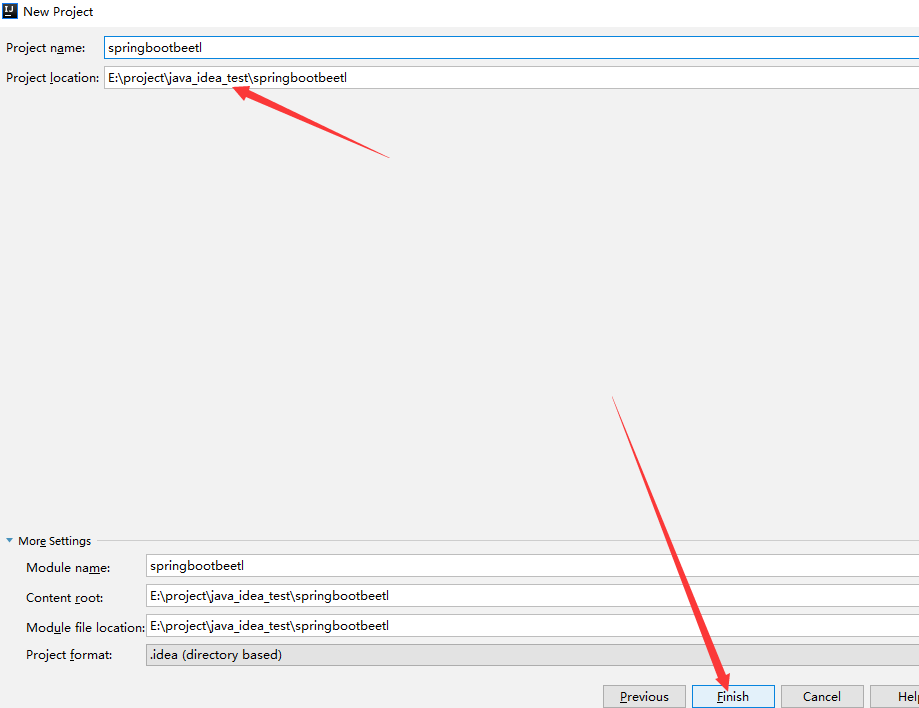 IJ New Project
Project name: springbootbeetl
Project location: E:\project\java_idea_test\springbootbeetl
More Settings
Module name: springbootbeetl
Content root: E:\project\java_idea_test\springbootbeetl
Module file location: E:\project\java_idea_test\springbootbeetl
Project format: .idea (directory based)
Previous Finish Cancel Help